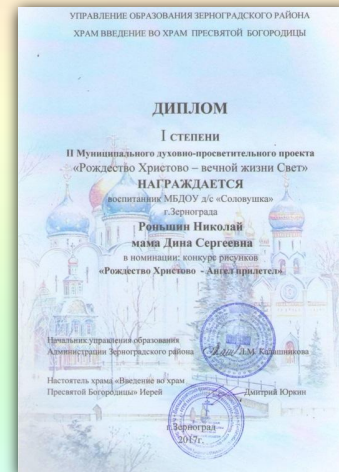 УПРАВЛЕНИЕ ОБРАЗОВАНИЯ ЗЕРНОГРАДСКОГО РАЙОНА
ХРАМ ВВЕДЕНИЕ ВО ХРАМ ПРЕСВЯТОЙ БОГОРОДИЦЫ
ДИПЛОМ
I СТЕПЕНИ
II Муниципального духовно-просветительного проекта
«Рождество Христово – вечной жизни Свет»
НАГРАЖДАЕТСЯ
воспитанник МБДОУ д/с «Соловушка»
г.Зернограда
Роньшин Николай
мама Дина Сергеевна
в номинации: конкурс рисунков
«Рождество Христово - Ангел прилетел»
Начальник управления образования
Администрации Зерноградского района Л.М. Калашникова
Настоятель храма «Введение во храм
Пресвятой Богородицы» Иерей Дмитрий Юркин
г.Зерноград –
2017г.